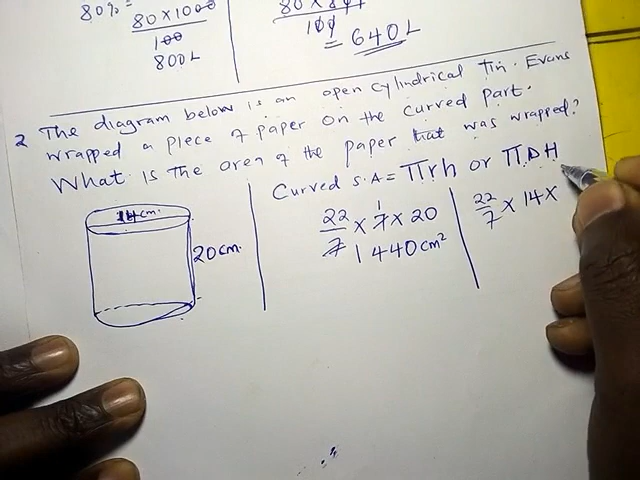 80%=
80 × 1000
100
800L
80 × 801
100
= 640L
2 The diagram below is an open cylindrical tin. Evans
wrapped a piece of paper on the curved part.
What is the area of the paper that was wrapped?
Curved S.A = πrh or πDH
14cm.
20cm.
22/7 × 7 × 20
1
1440cm²
22/7 × 14 ×